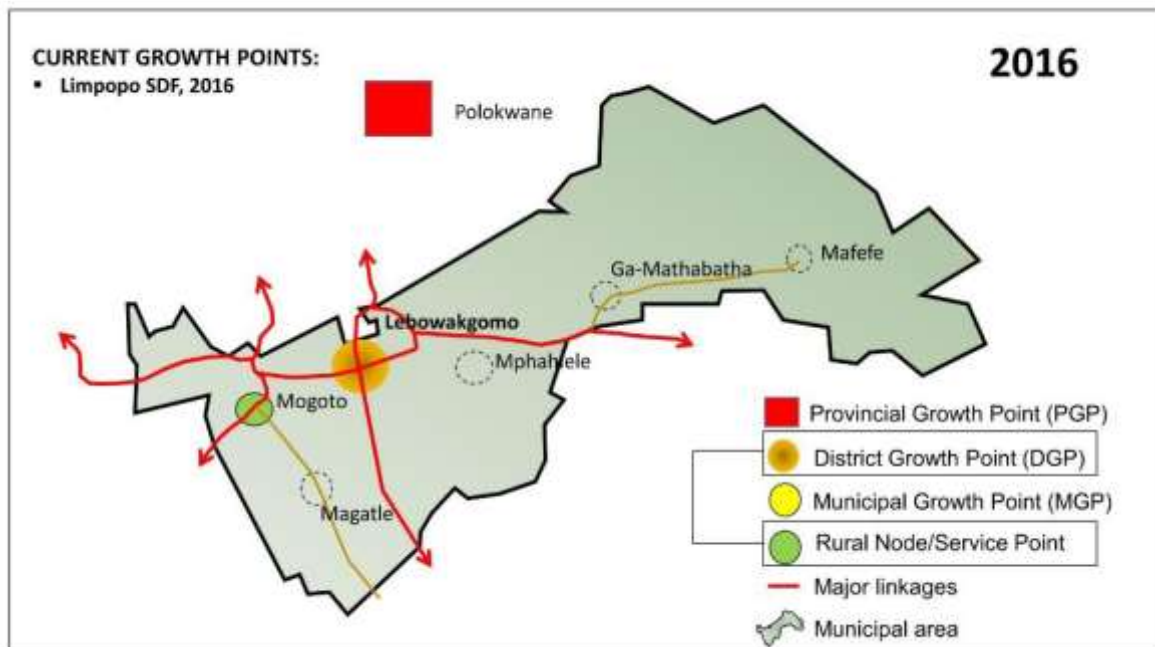 CURRENT GROWTH POINTS:
▪ Limpopo SDF, 2016
2016
Polokwane
Mafefe
Ga-Mathabatha
Lebowakgomo
Mphahlele
Mogoto
Magatle
Provincial Growth Point (PGP)
District Growth Point (DGP)
Municipal Growth Point (MGP)
Rural Node/Service Point
Major linkages
Municipal area